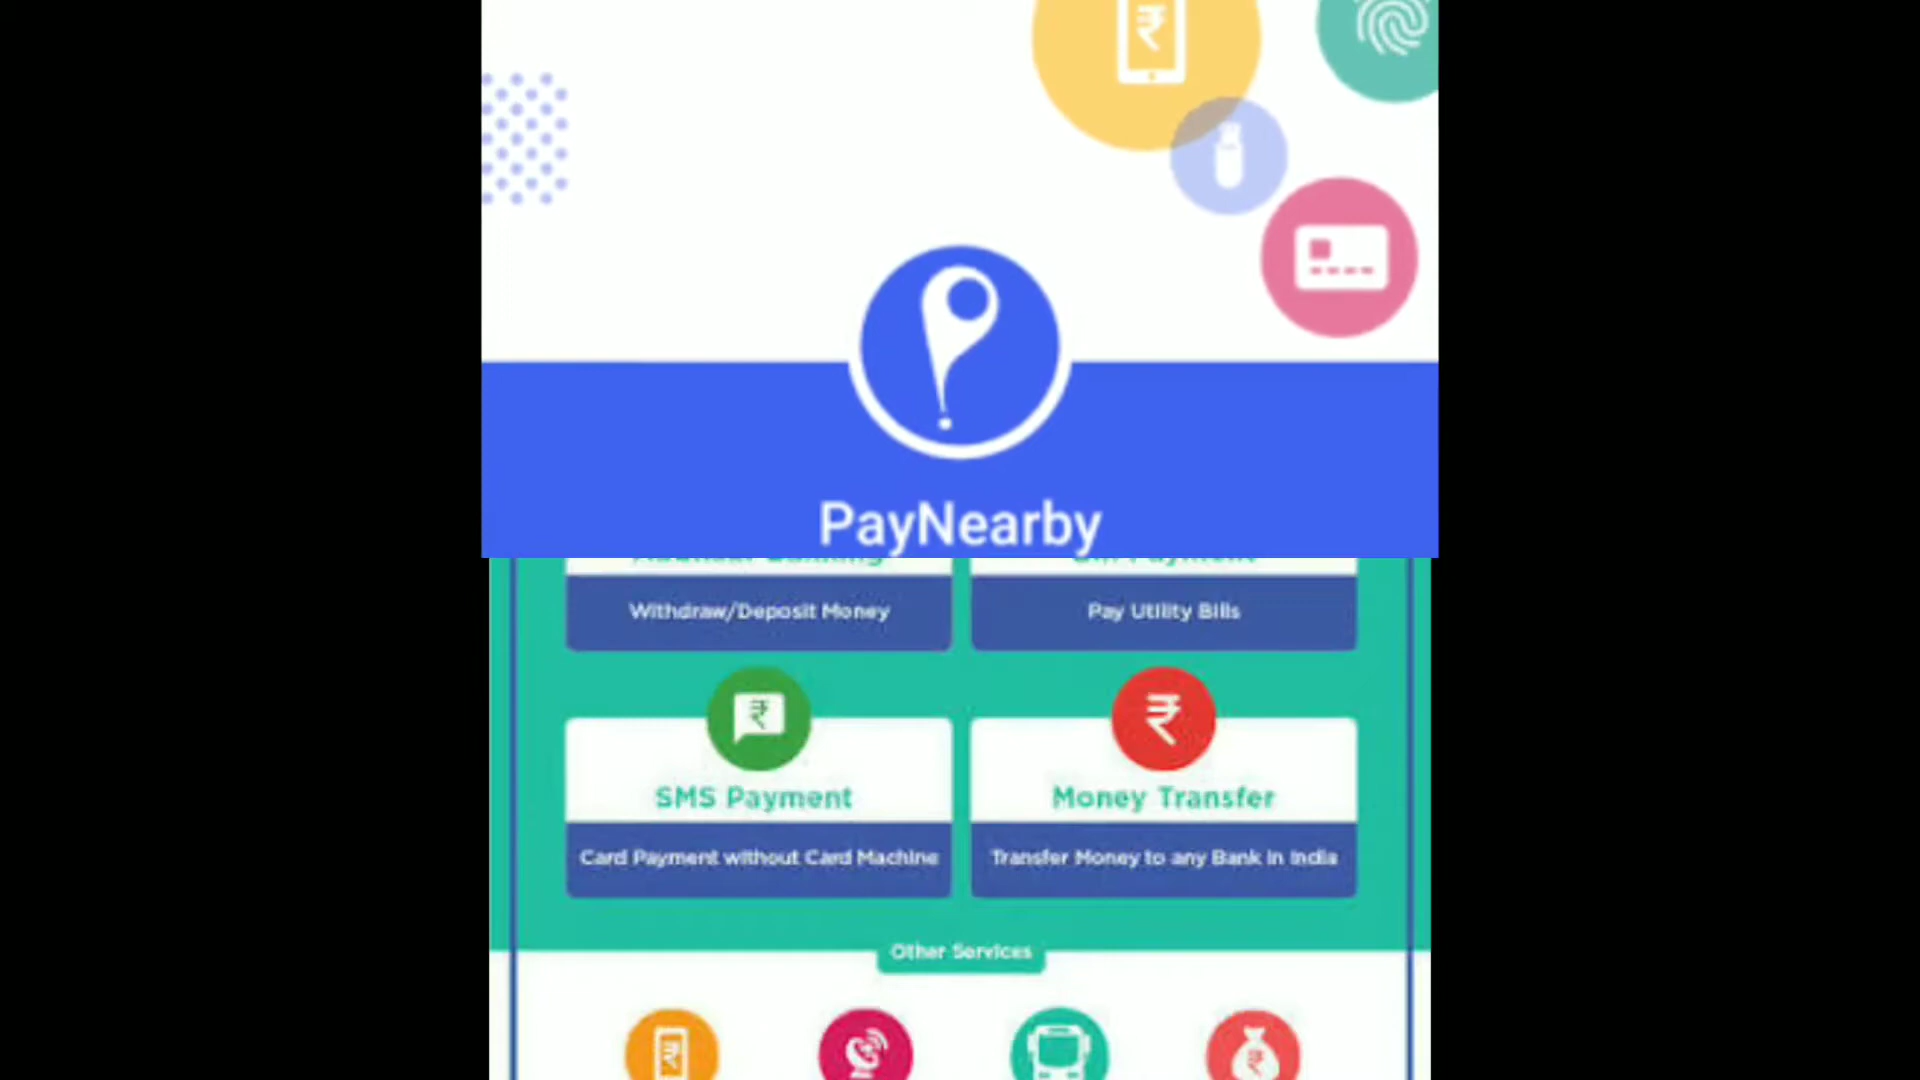 PayNearby
Withdraw/Deposit Money
Pay Utility Bills
SMS Payment
Money Transfer
Card Payment without Card Machine
Transfer Money to any Bank in India
Other Services